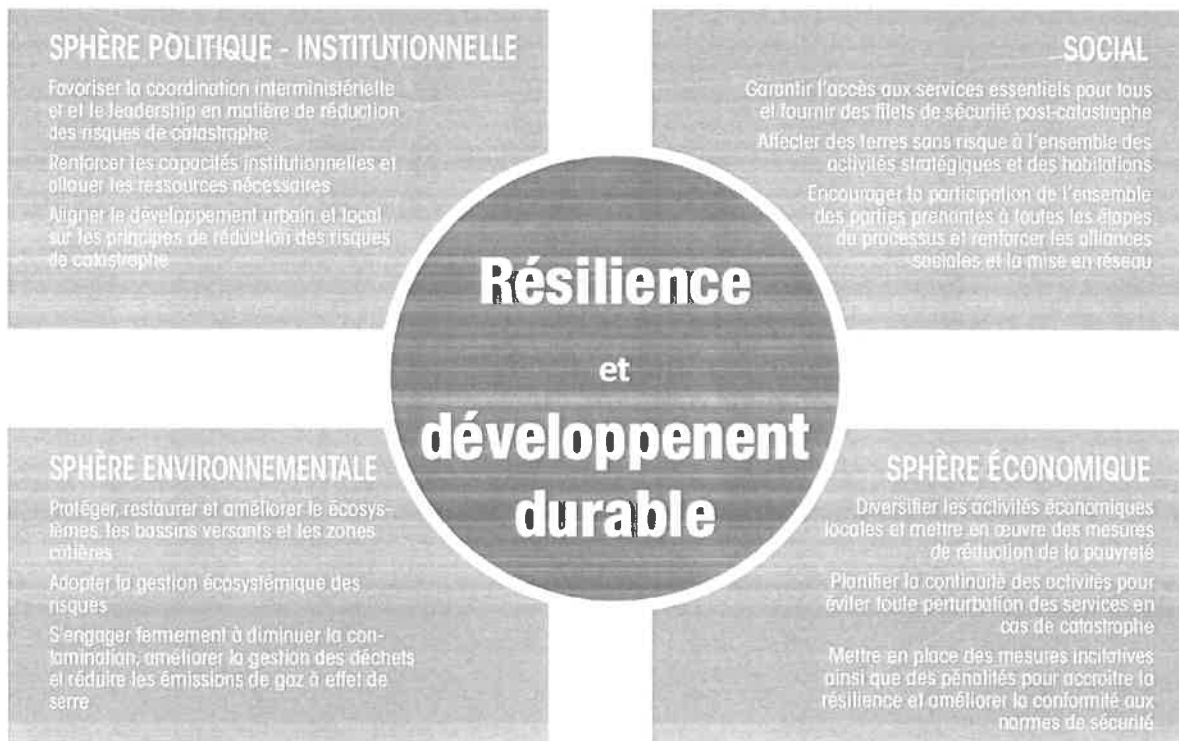 SPHÈRE POLITIQUE - INSTITUTIONNELLE
Favoriser la coordination interministérielle
et et le leadership en matière de réduction
des risques de catastrophe
Renforcer les capacités institutionnelles et
allouer les ressources nécessaires
Aligner le développement urbain et local
sur les principes de réduction des risques
de catastrophe
SOCIAL
Garantir l'accès aux services essentiels pour tous
et fournir des filets de sécurité post-catastrophe
Affecter des terres sans risque à l'ensemble des
activités stratégiques et des habitations
Encourager la participation de l'ensemble
des parties prenantes à toutes les étapes
du processus et renforcer les alliances
sociales et la mise en réseau
Résilience
et
développenent
durable
SPHÈRE ENVIRONNEMENTALE
Protéger, restaurer et améliorer le écosys-
tèmes, les bassins versants et les zones
côtières
Adopter la gestion écosystémique des
risques
S'engager fermement à diminuer la con-
tamination, améliorer la gestion des déchets
et réduire les émissions de gaz à effet de
serre
SPHÈRE ÉCONOMIQUE
Diversifier les activités économiques
locales et mettre en œuvre des mesures
de réduction de la pauvreté
Planifier la continuité des activités pour
éviter toute perturbation des services en
cas de catastrophe
Mettre en place des mesures incitatives
ainsi que des pénalités pour accroître la
résilience et améliorer la conformité aux
normes de sécurité